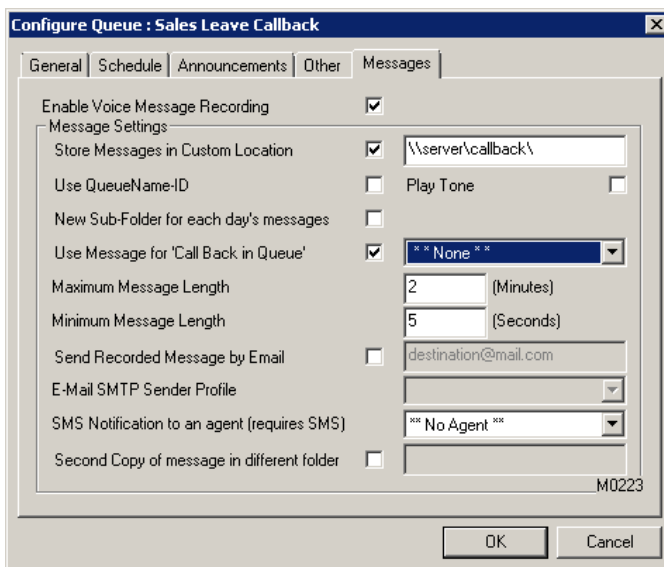 Configure Queue : Sales Leave Callback
General Schedule Announcements Other Messages
Enable Voice Message Recording
Message Settings
Store Messages in Custom Location \\server\callback\
Use QueueName-ID Play Tone
New Sub-Folder for each day's messages
Use Message for 'Call Back in Queue' * * None * *
Maximum Message Length 2 (Minutes)
Minimum Message Length 5 (Seconds)
Send Recorded Message by Email destination@mail.com
E-Mail SMTP Sender Profile
SMS Notification to an agent (requires SMS) ** No Agent **
Second Copy of message in different folder
M0223
OK Cancel